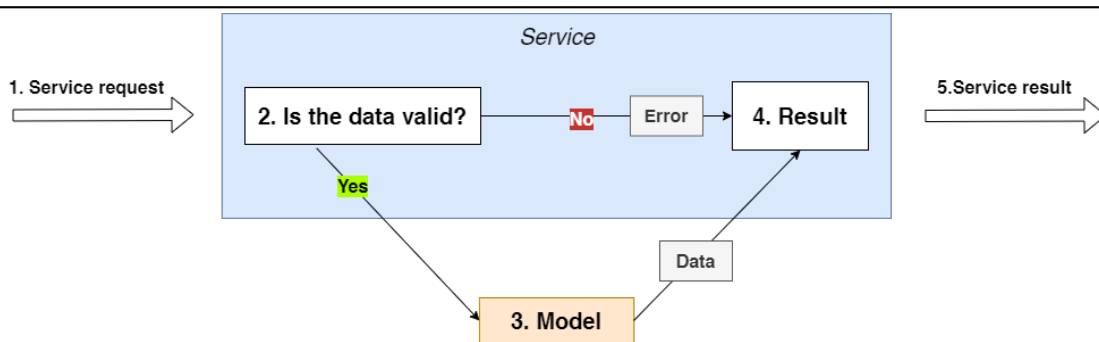 Service
1. Service request
2. Is the data valid?
No
Error
4. Result
5.Service result
Yes
Data
3. Model